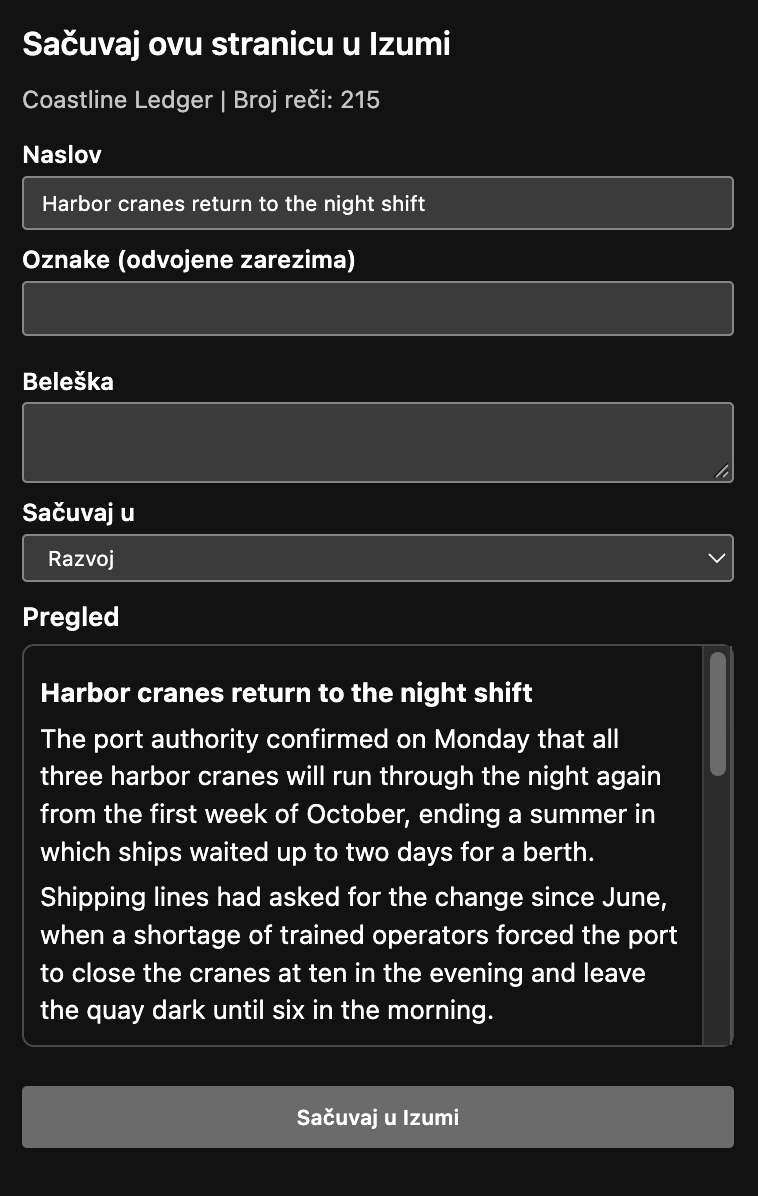 Sačuvaj ovu stranicu u Izumi
Coastline Ledger | Broj reči: 215
Naslov
Harbor cranes return to the night shift
Oznake (odvojene zarezima)
Beleška
Sačuvaj u
Razvoj
Pregled
Harbor cranes return to the night shift
The port authority confirmed on Monday that all
three harbor cranes will run through the night again
from the first week of October, ending a summer in
which ships waited up to two days for a berth.
Shipping lines had asked for the change since June,
when a shortage of trained operators forced the port
to close the cranes at ten in the evening and leave
the quay dark until six in the morning.
Sačuvaj u Izumi